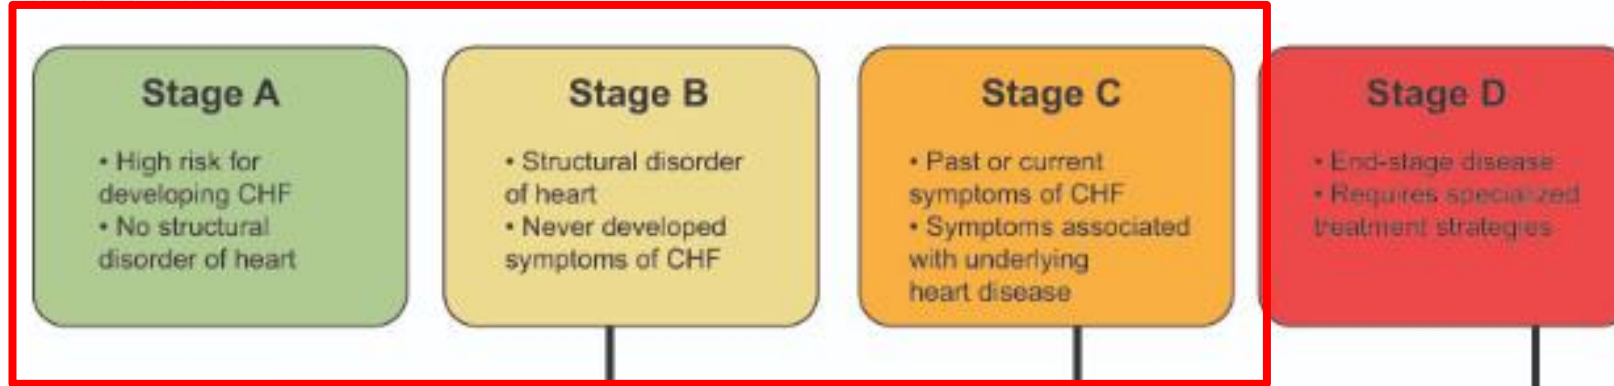 Stage A
• High risk for
developing CHF
• No structural
disorder of heart
Stage B
• Structural disorder
of heart
• Never developed
symptoms of CHF
Stage C
• Past or current
symptoms of CHF
• Symptoms associated
with underlying
heart disease
Stage D
• End-stage disease
• Requires specialized
treatment strategies